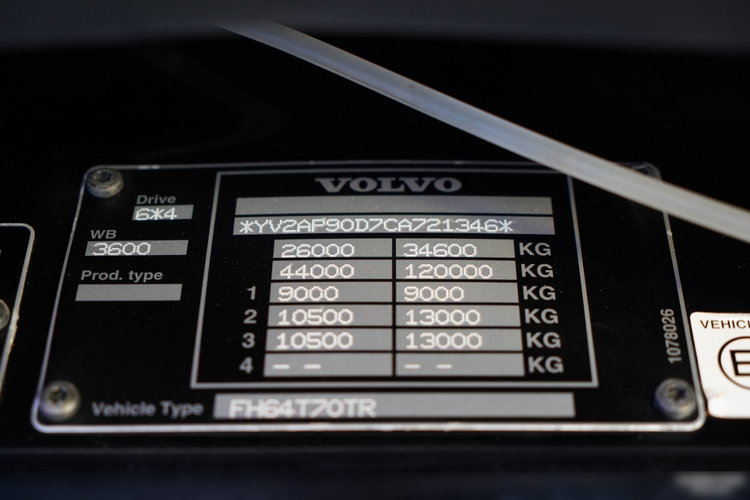 VOLVO
Drive
6*4
*YV2AP90D7CA721346*
WB
3600
26000 34600 KG
44000 120000 KG
Prod. type
1 9000 9000 KG
2 10500 13000 KG
3 10500 13000 KG
4 -- -- KG
Vehicle Type FH64T70TR
1078026
VEHIC
E